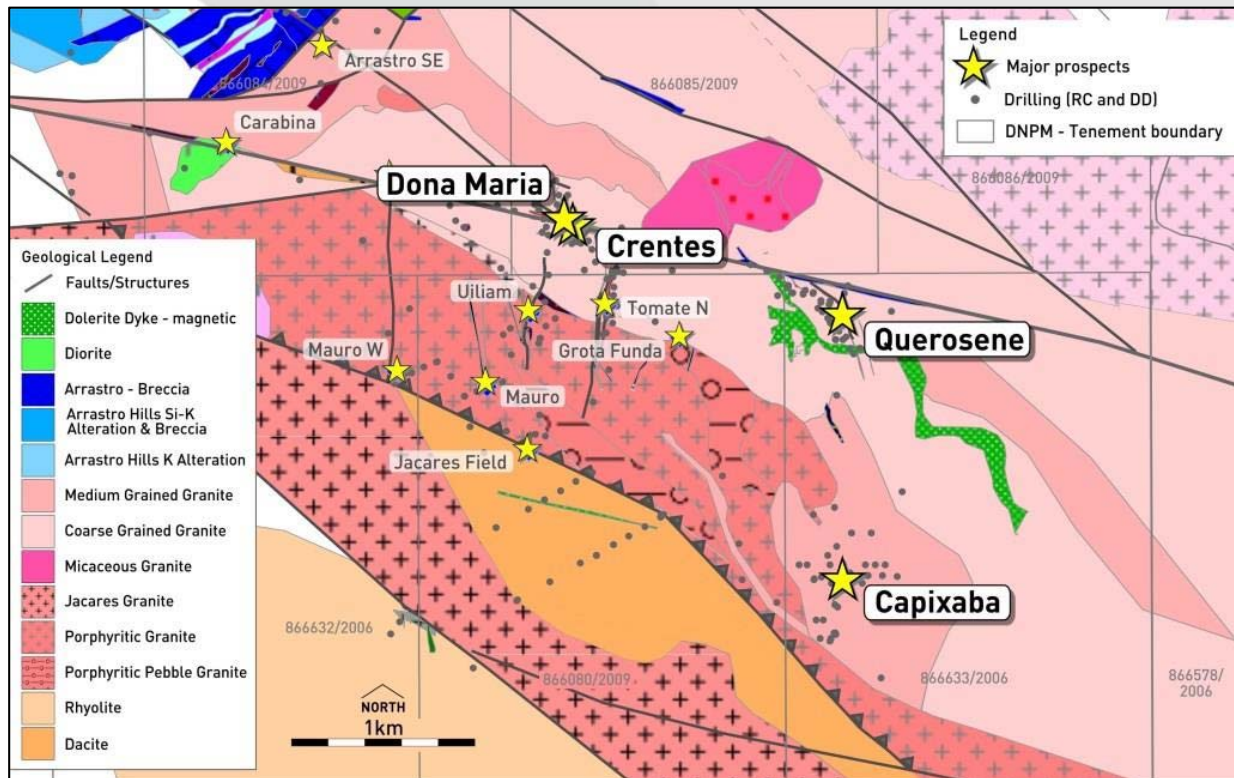 Legend
Major prospects
Drilling (RC and DD)
DNPM - Tenement boundary
Arrastro SE
866084/2009
866085/2009
Carabina
866086/2009
Dona Maria
Crentes
Geological Legend
Faults/Structures
Dolerite Dyke - magnetic
Diorite
Arrastro - Breccia
Arrastro Hills Si-K
Alteration & Breccia
Arrastro Hills K Alteration
Medium Grained Granite
Coarse Grained Granite
Micaceous Granite
Jacares Granite
Porphyritic Granite
Porphyritic Pebble Granite
Rhyolite
Dacite
Uiliam
Tomate N
Querosene
Mauro W
Grota Funda
Mauro
Jacares Field
Capixaba
866632/2006
866080/2009
866633/2006
866578/
2006
NORTH
1km